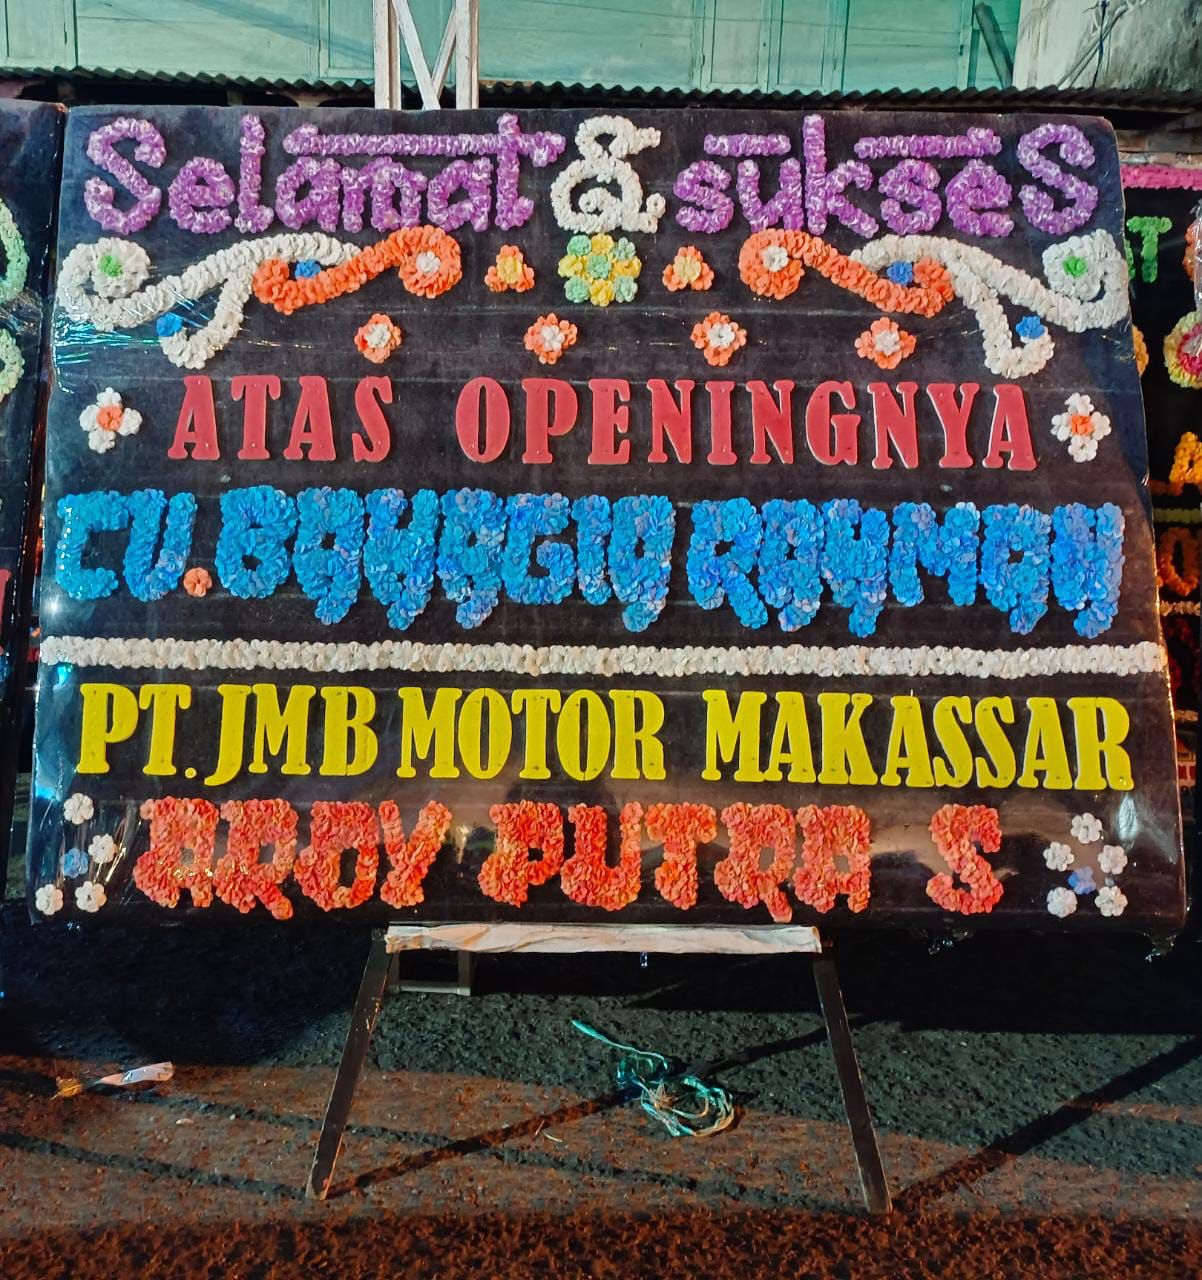 Selamat & sukses
ATAS OPENINGNYA
CV. BAHAGIA RAHMAN
PT. JMB MOTOR MAKASSAR
ARDY PUTRA S
T